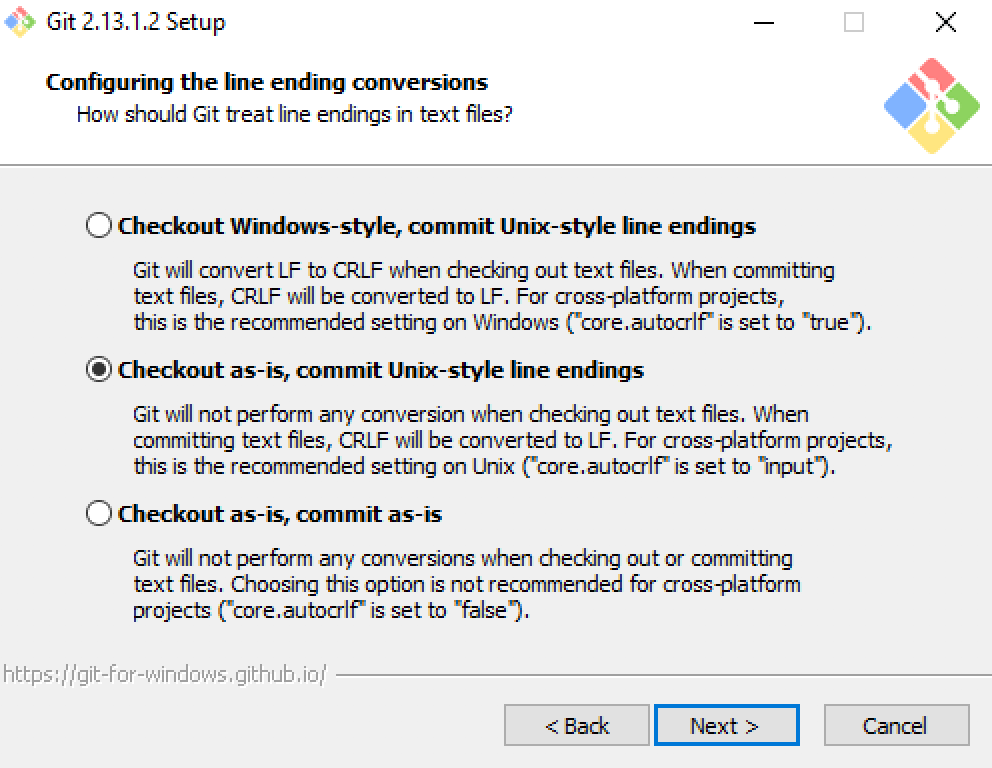 Git 2.13.1.2 Setup
Configuring the line ending conversions
How should Git treat line endings in text files?
Checkout Windows-style, commit Unix-style line endings
Git will convert LF to CRLF when checking out text files. When committing
text files, CRLF will be converted to LF. For cross-platform projects,
this is the recommended setting on Windows ("core.autocrlf" is set to "true").
Checkout as-is, commit Unix-style line endings
Git will not perform any conversion when checking out text files. When
committing text files, CRLF will be converted to LF. For cross-platform projects,
this is the recommended setting on Unix ("core.autocrlf" is set to "input").
Checkout as-is, commit as-is
Git will not perform any conversions when checking out or committing
text files. Choosing this option is not recommended for cross-platform
projects ("core.autocrlf" is set to "false").
https://git-for-windows.github.io/
< Back Next > Cancel